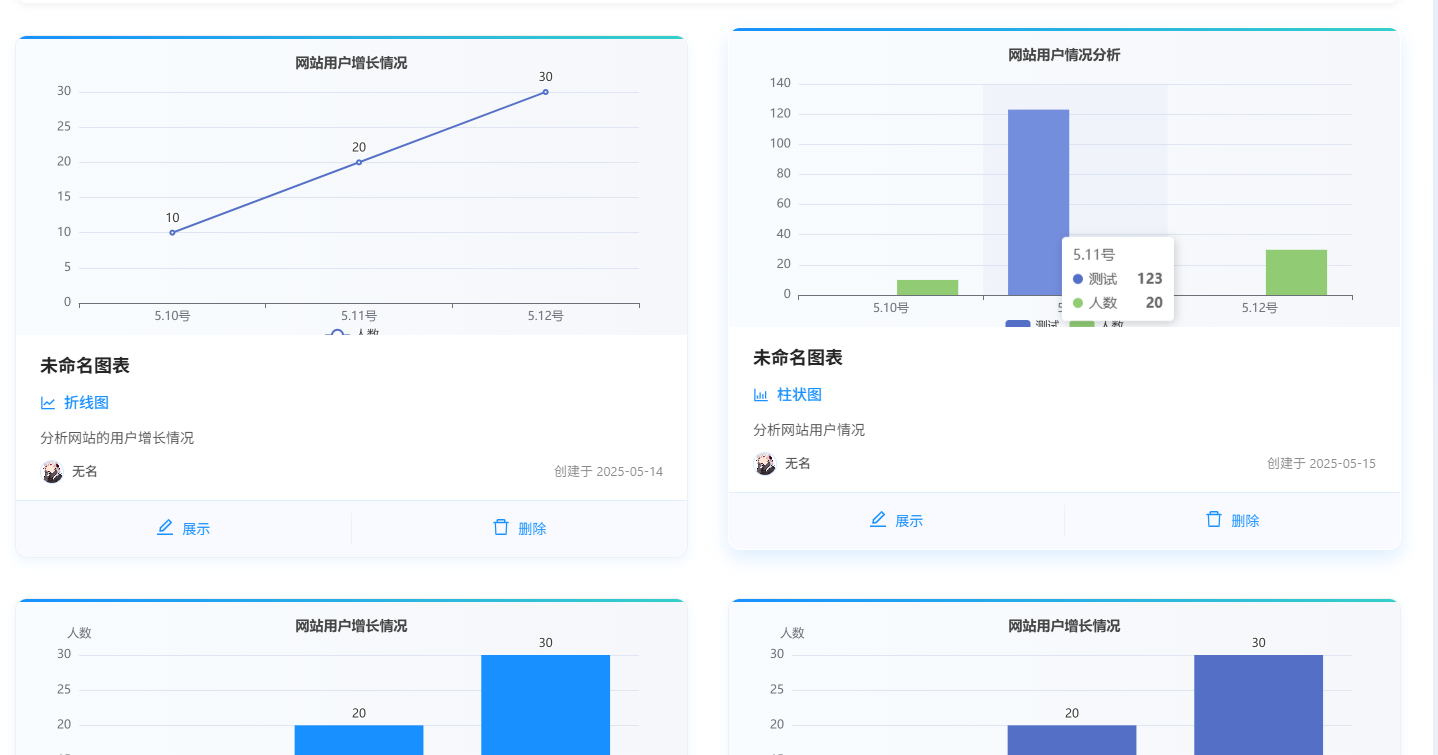 网站用户增长情况
30
30
25
20
20
15
10
10
5
0
5.10号
5.11号
5.12号
人数
未命名图表
折线图
分析网站的用户增长情况
无名
创建于 2025-05-14
展示
删除
网站用户情况分析
140
120
100
80
60
40
20
0
5.10号
5.11号
测试 123
人数 20
5.12号
测试
人数
未命名图表
柱状图
分析网站用户情况
无名
创建于 2025-05-15
展示
删除
网站用户增长情况
人数
30
30
25
20
20
网站用户增长情况
人数
30
30
25
20
20